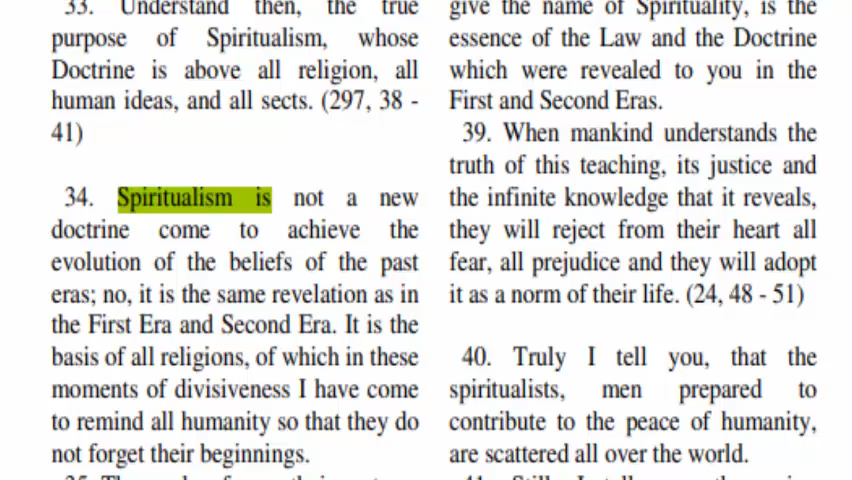 33. Understand then, the true
purpose of Spiritualism, whose
Doctrine is above all religion, all
human ideas, and all sects. (297, 38 -
41)
34. Spiritualism is not a new
doctrine come to achieve the
evolution of the beliefs of the past
eras; no, it is the same revelation as in
the First Era and Second Era. It is the
basis of all religions, of which in these
moments of divisiveness I have come
to remind all humanity so that they do
not forget their beginnings.
give the name of Spirituality, is the
essence of the Law and the Doctrine
which were revealed to you in the
First and Second Eras.
39. When mankind understands the
truth of this teaching, its justice and
the infinite knowledge that it reveals,
they will reject from their heart all
fear, all prejudice and they will adopt
it as a norm of their life. (24, 48 - 51)
40. Truly I tell you, that the
spiritualists, men prepared to
contribute to the peace of humanity,
are scattered all over the world.